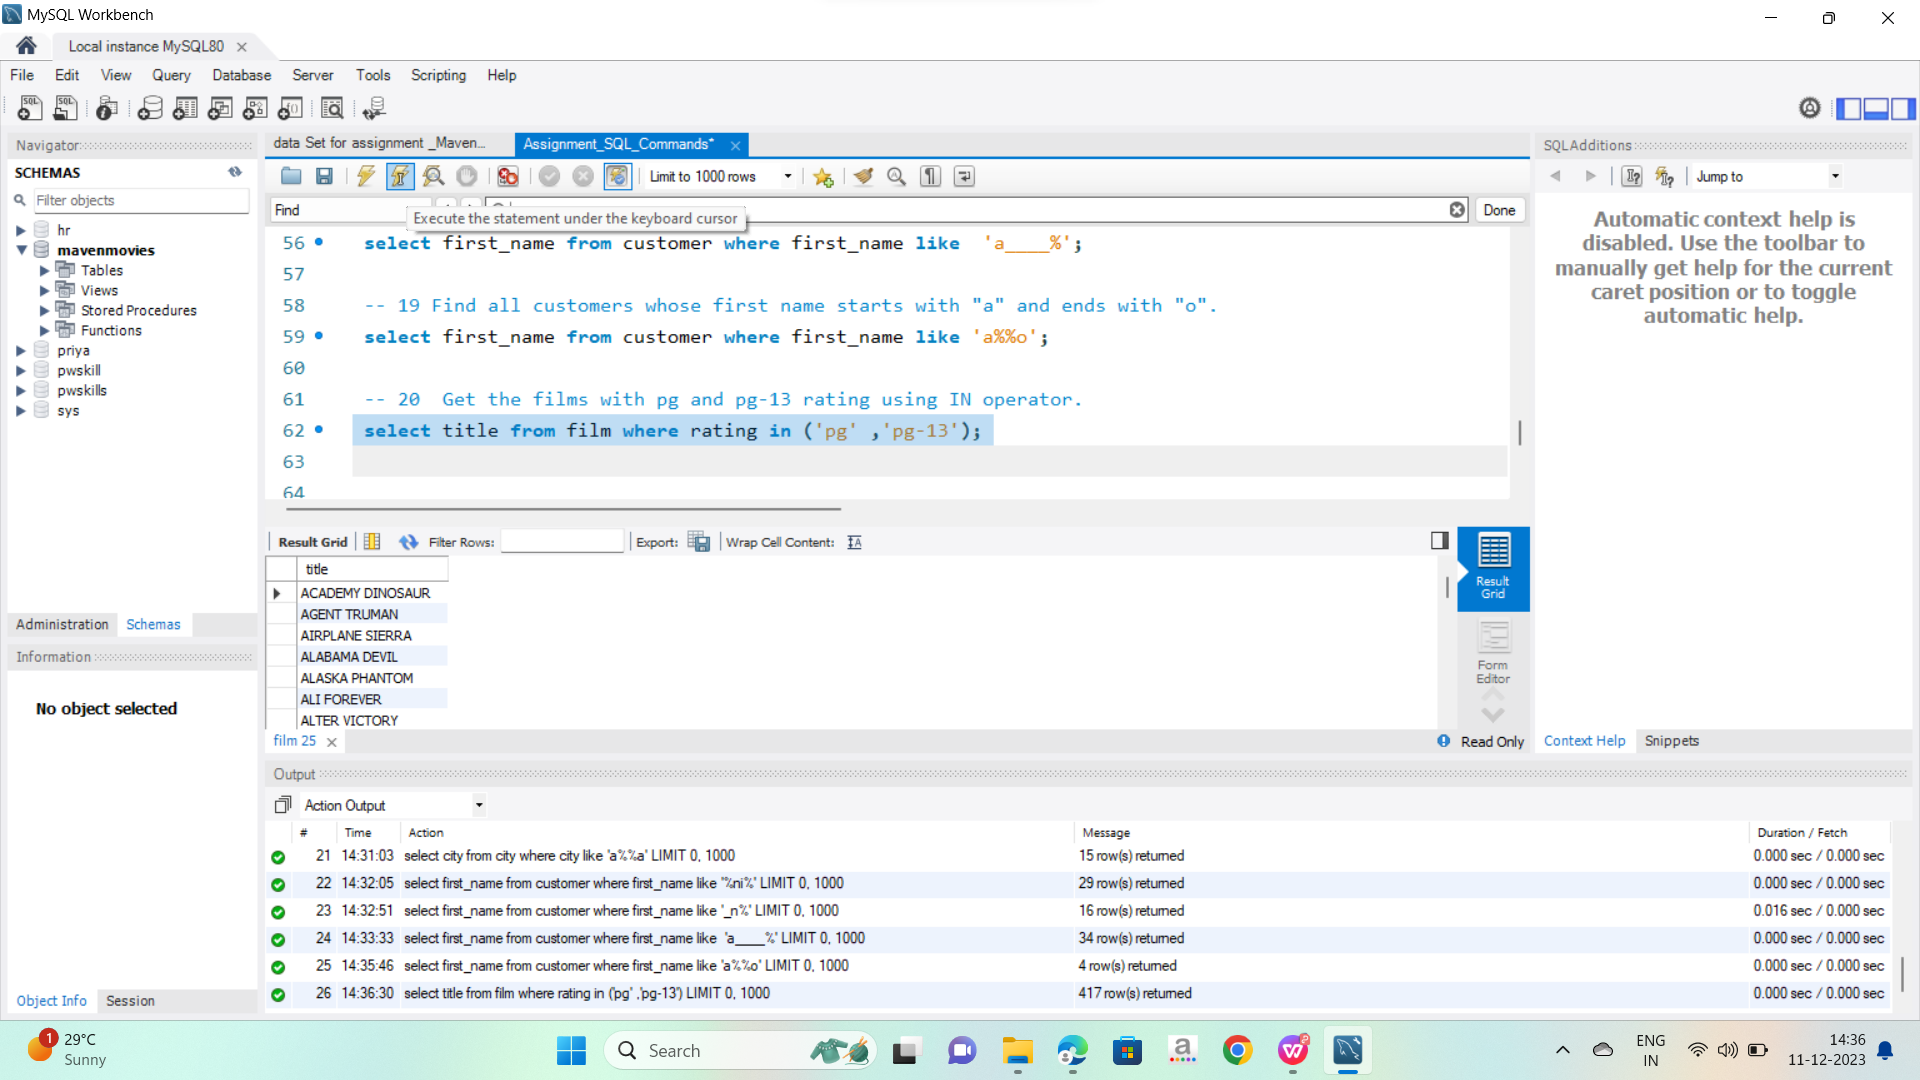 MySQL Workbench
Local instance MySQL80
File Edit View Query Database Server Tools Scripting Help
Navigator
SCHEMAS
Filter objects
hr
mavenmovies
Tables
Views
Stored Procedures
Functions
priya
pwskill
pwskills
sys
Administration Schemas
Information
No object selected
Object Info Session
data Set for assignment _Maven... Assignment_SQL_Commands*
Limit to 1000 rows
Find Done
Execute the statement under the keyboard cursor
56 select first_name from customer where first_name like  'a____%';
57
58 -- 19 Find all customers whose first name starts with "a" and ends with "o".
59 select first_name from customer where first_name like 'a%%o';
60
61 -- 20  Get the films with pg and pg-13 rating using IN operator.
62 select title from film where rating in ('pg' ,'pg-13');
63
64
Result Grid Filter Rows: Export: Wrap Cell Content:
title
ACADEMY DINOSAUR
AGENT TRUMAN
AIRPLANE SIERRA
ALABAMA DEVIL
ALASKA PHANTOM
ALI FOREVER
ALTER VICTORY
Result
Grid
Form
Editor
film 25 Read Only
SQLAdditions
Jump to
Automatic context help is
disabled. Use the toolbar to
manually get help for the current
caret position or to toggle
automatic help.
Context Help Snippets
Output
Action Output
# Time Action Message Duration / Fetch
21 14:31:03 select city from city where city like 'a%%a' LIMIT 0, 1000 15 row(s) returned 0.000 sec / 0.000 sec
22 14:32:05 select first_name from customer where first_name like '%ni%' LIMIT 0, 1000 29 row(s) returned 0.000 sec / 0.000 sec
23 14:32:51 select first_name from customer where first_name like '_n%' LIMIT 0, 1000 16 row(s) returned 0.016 sec / 0.000 sec
24 14:33:33 select first_name from customer where first_name like  'a____%' LIMIT 0, 1000 34 row(s) returned 0.000 sec / 0.000 sec
25 14:35:46 select first_name from customer where first_name like 'a%%o' LIMIT 0, 1000 4 row(s) returned 0.000 sec / 0.000 sec
26 14:36:30 select title from film where rating in ('pg' ,'pg-13') LIMIT 0, 1000 417 row(s) returned 0.000 sec / 0.000 sec
1
29°C
Sunny
Search
ENG
IN
14:36
11-12-2023